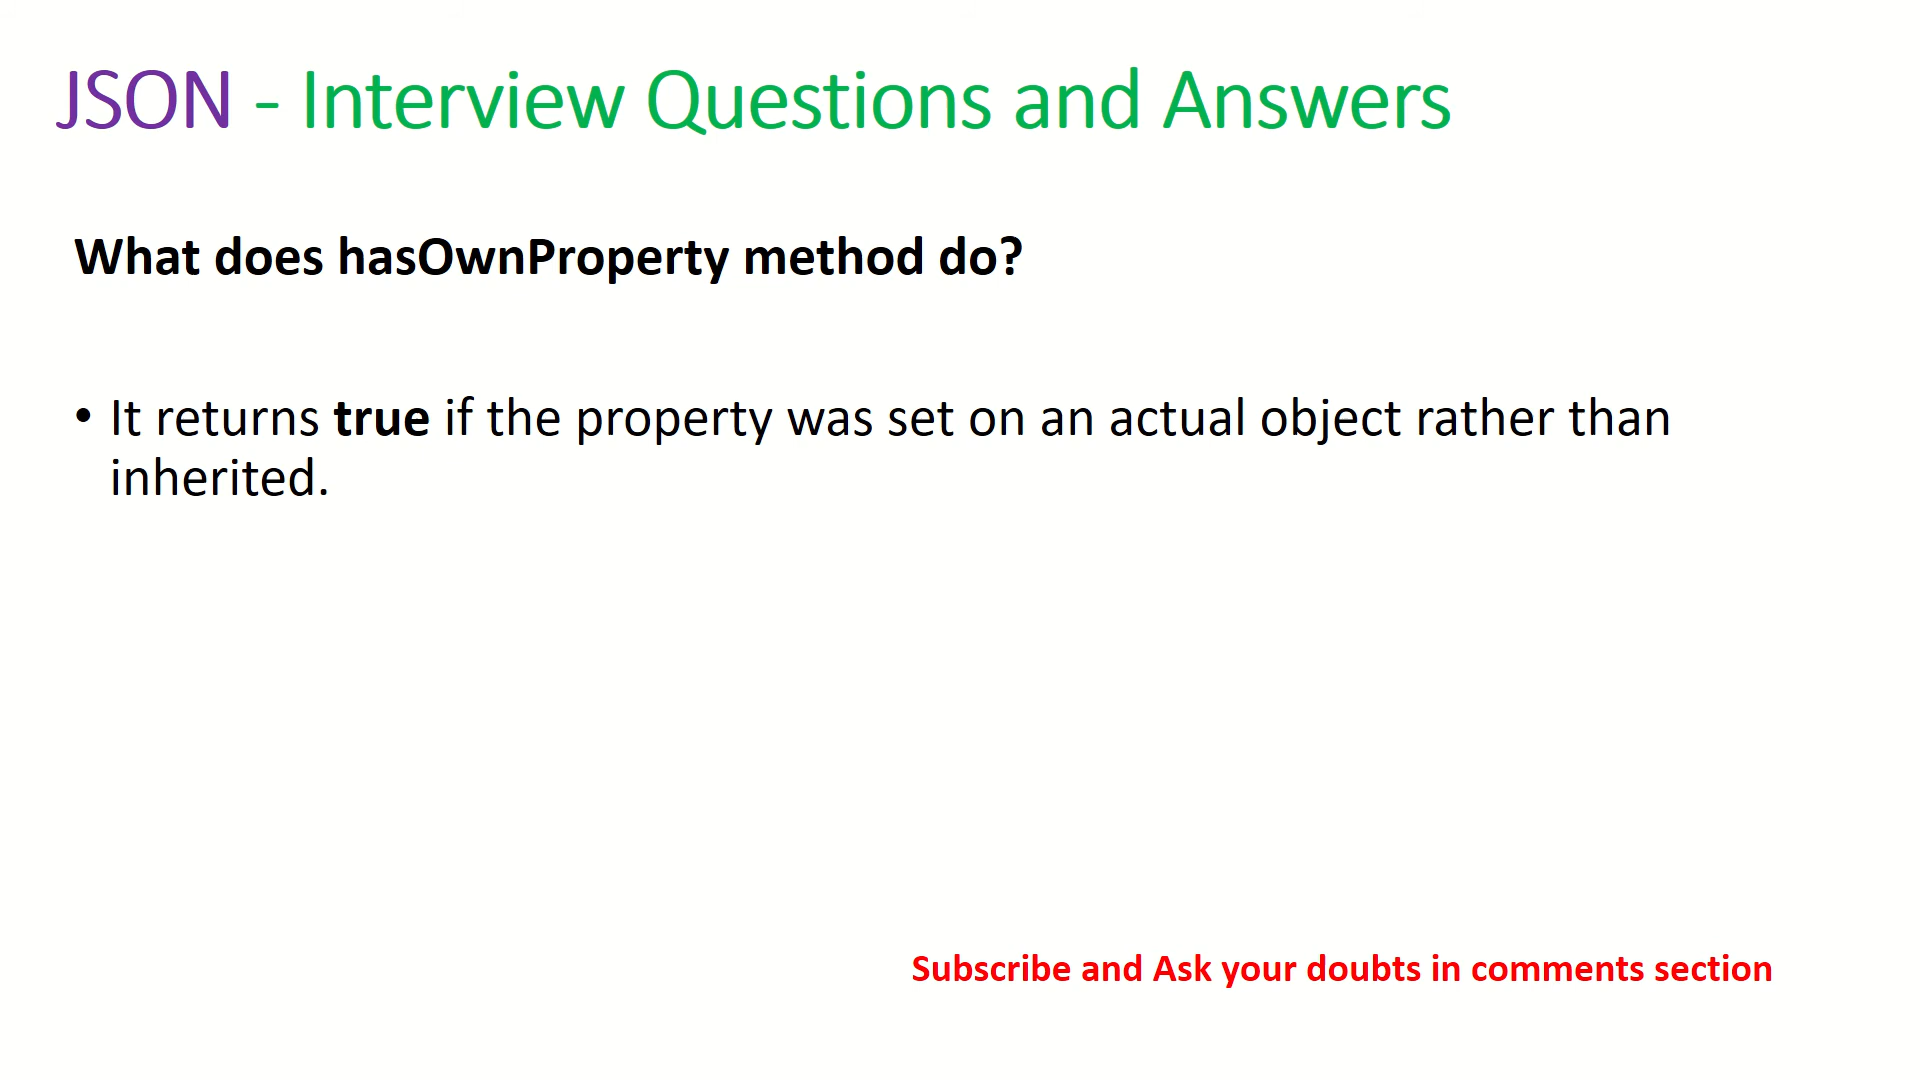 JSON - Interview Questions and Answers
What does hasOwnProperty method do?
• It returns true if the property was set on an actual object rather than
inherited.
Subscribe and Ask your doubts in comments section